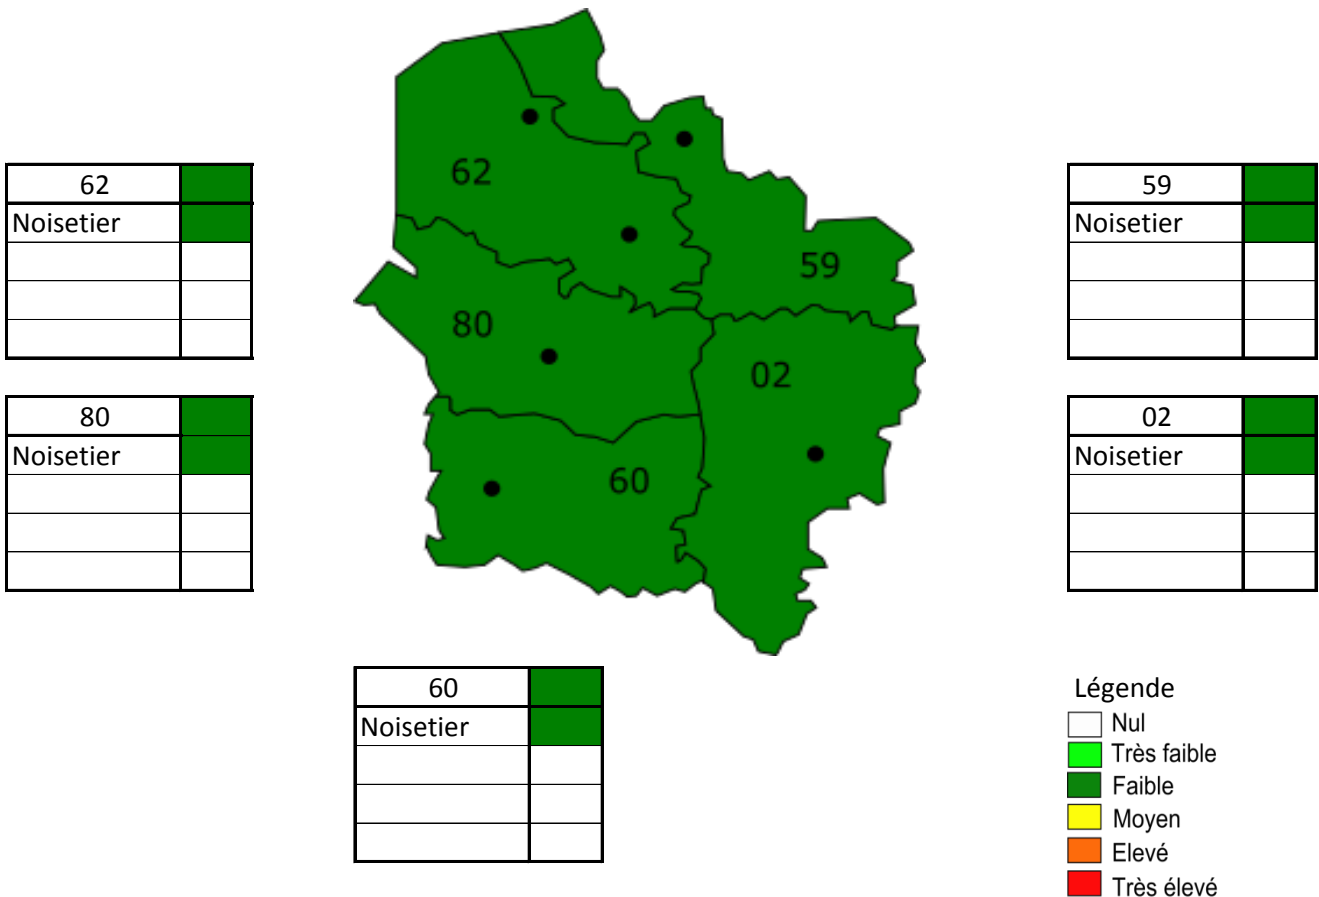 62
Noisetier
80
Noisetier
62
59
80
02
60
59
Noisetier
02
Noisetier
60
Noisetier
Légende
Nul
Très faible
Faible
Moyen
Elevé
Très élevé